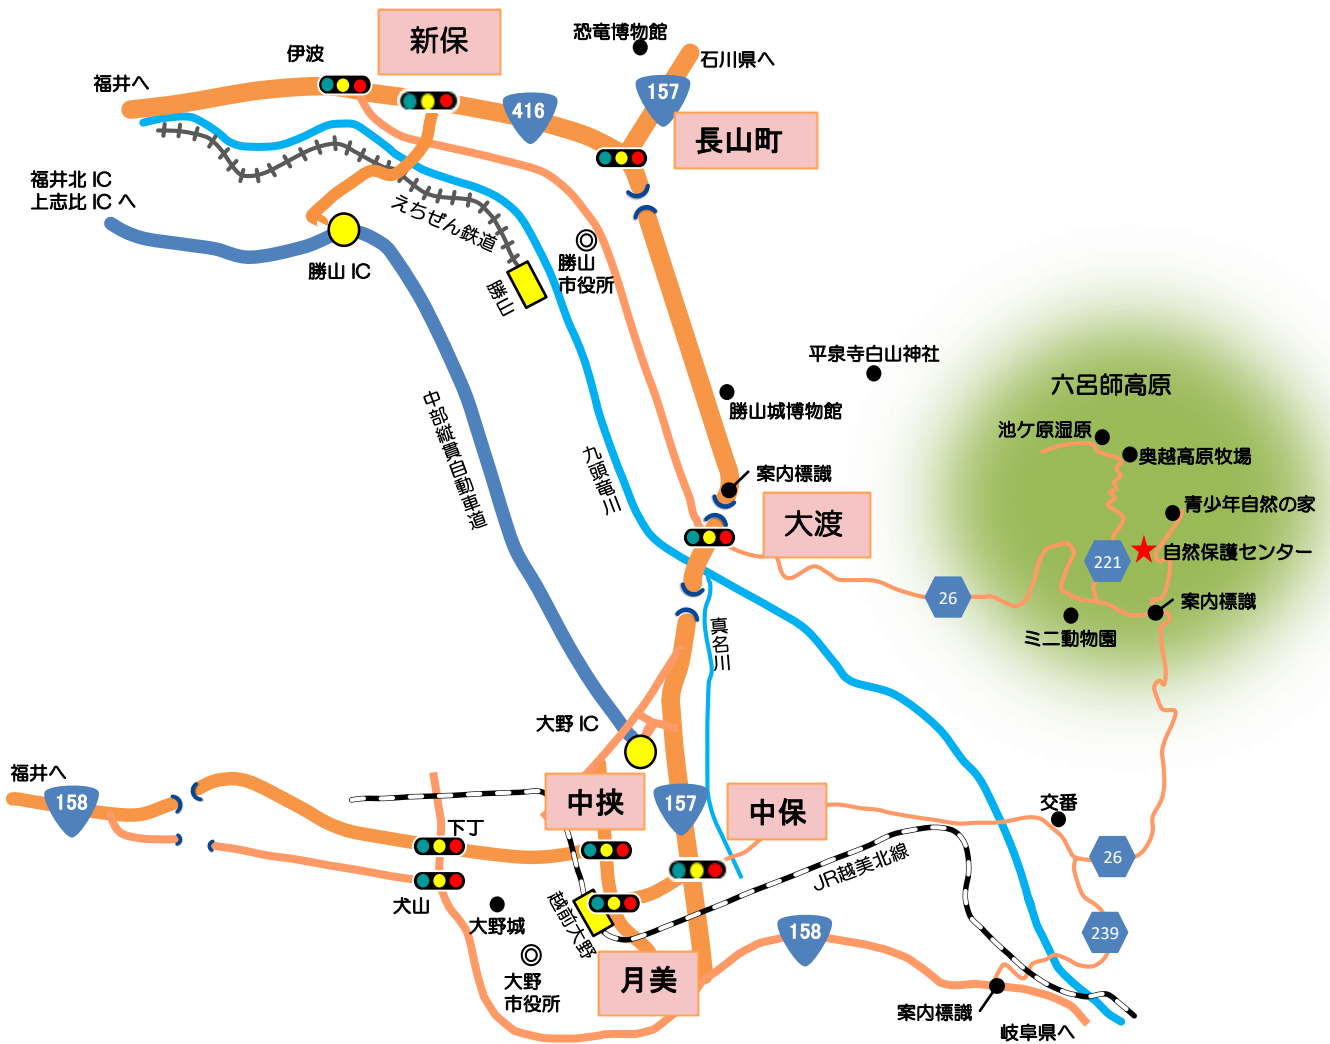 恐竜博物館
新保
伊波
石川県へ
福井へ
157
416
長山町
福井北IC
上志比ICへ
えちぜん鉄道
勝山
市役所
勝山IC
勝山
平泉寺白山神社
六呂師高原
中部縦貫自動車道
勝山城博物館
池ケ原湿原
奥越高原牧場
九頭竜川
案内標識
青少年自然の家
大渡
自然保護センター
221
26
案内標識
真名川
ミニ動物園
大野IC
福井へ
158
中挟
157
中保
交番
下丁
26
JR越美北線
犬山
大野城
越前大野
158
239
大野
市役所
月美
案内標識
岐阜県へ